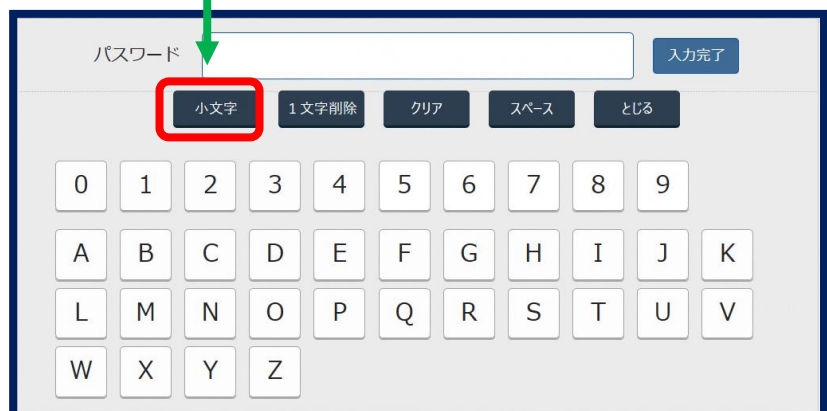 パスワード 入力完了
小文字 1文字削除 クリア スペース とじる
0 1 2 3 4 5 6 7 8 9
A B C D E F G H I J K
L M N O P Q R S T U V
W X Y Z